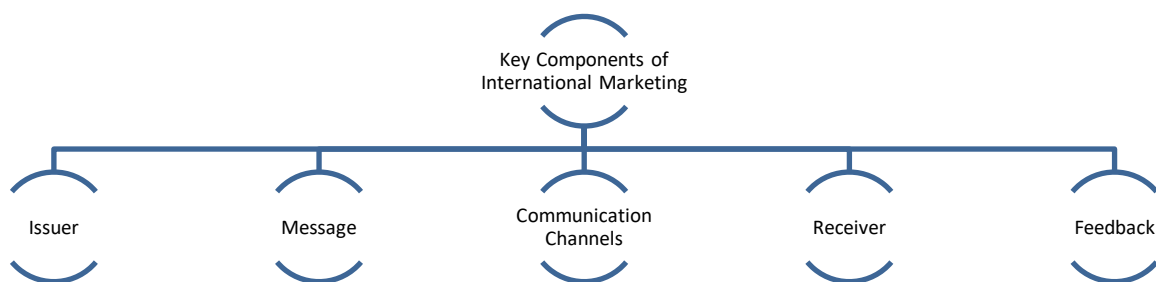 Key Components of
International Marketing
Issuer
Message
Communication
Channels
Receiver
Feedback